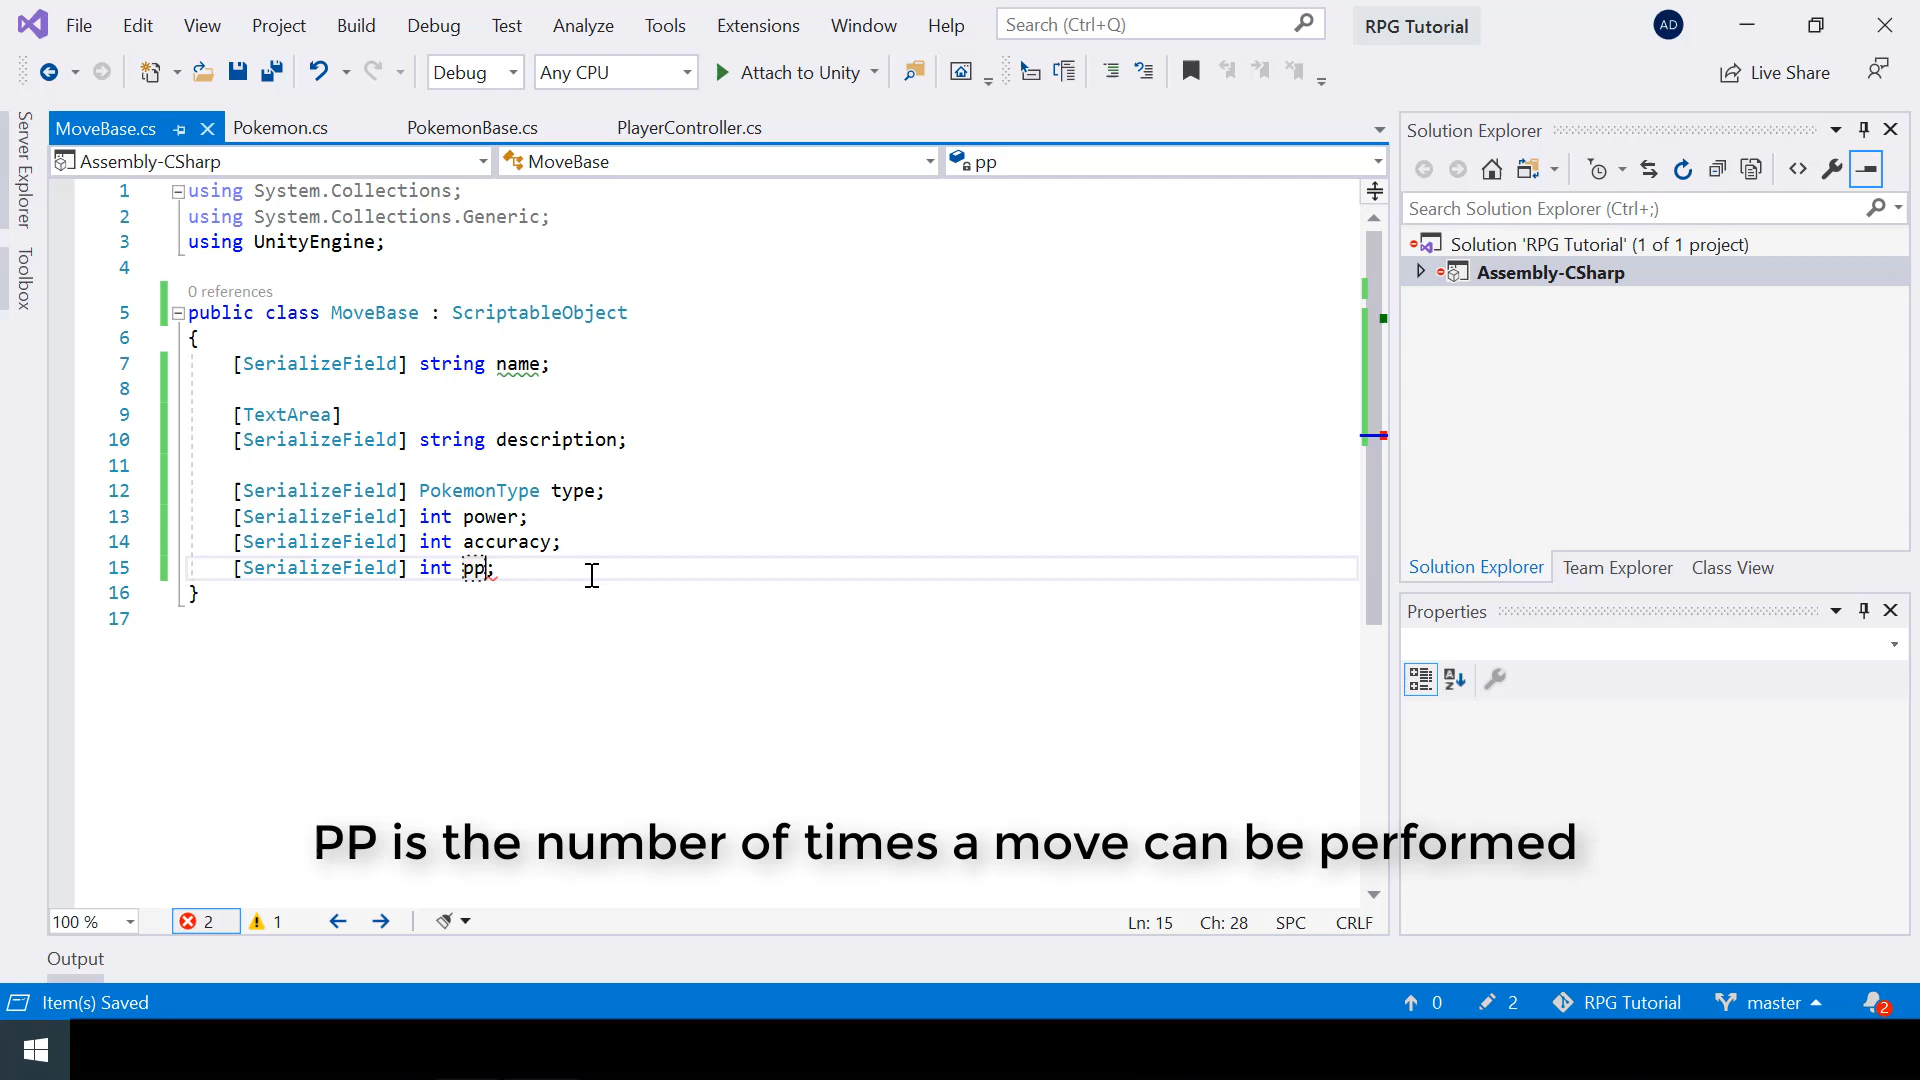 File Edit View Project Build Debug Test Analyze Tools Extensions Window Help Search (Ctrl+Q) RPG Tutorial AD
Debug Any CPU Attach to Unity Live Share
Server Explorer
Toolbox
MoveBase.cs Pokemon.cs PokemonBase.cs PlayerController.cs
Assembly-CSharp MoveBase pp
1 using System.Collections;
2 using System.Collections.Generic;
3 using UnityEngine;
4
0 references
5 public class MoveBase : ScriptableObject
6 {
7 [SerializeField] string name;
8
9 [TextArea]
10 [SerializeField] string description;
11
12 [SerializeField] PokemonType type;
13 [SerializeField] int power;
14 [SerializeField] int accuracy;
15 [SerializeField] int pp;
16 }
17
PP is the number of times a move can be performed
100 % 2 1 Ln: 15 Ch: 28 SPC CRLF
Output
Solution Explorer
Search Solution Explorer (Ctrl+;)
Solution 'RPG Tutorial' (1 of 1 project)
Assembly-CSharp
Solution Explorer Team Explorer Class View
Properties
Item(s) Saved 0 2 RPG Tutorial master 2